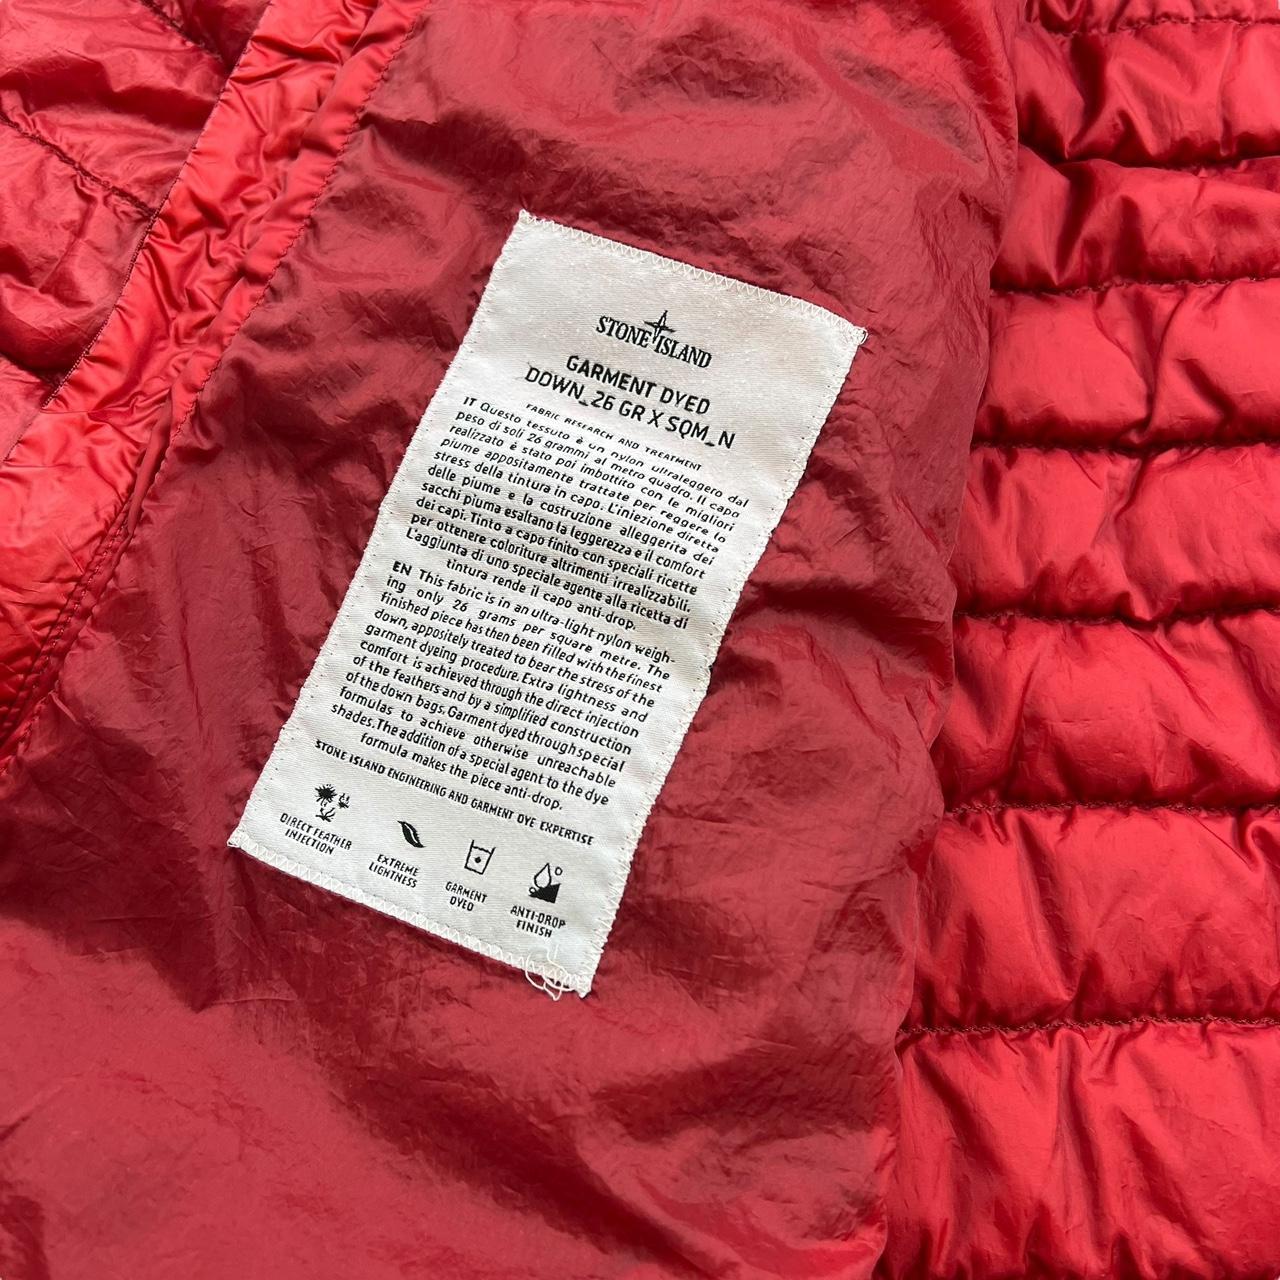 STONE ISLAND
GARMENT DYED
DOWN_26 GR X SQM_N
FABRIC RESEARCH AND TREATMENT
IT Questo tessuto è un nylon ultraleggero dal
peso di soli 26 grammi al metro quadro. Il capo
realizzato è stato poi imbottito con le migliori
piume appositamente trattate per reggere lo
stress della tintura in capo. L'iniezione diretta
delle piume e la costruzione alleggerita dei
sacchi piuma esaltano la leggerezza e il comfort
dei capi. Tinto a capo finito con speciali ricette
per ottenere coloriture altrimenti irrealizzabili.
L'aggiunta di uno speciale agente alla ricetta di
tintura rende il capo anti-drop.
EN This fabric is in an ultra-light nylon weigh-
ing only 26 grams per square metre. The
finished piece has then been filled with the finest
down, appositely treated to bear the stress of the
garment dyeing procedure. Extra lightness and
comfort is achieved through the direct injection
of the feathers and by a simplified construction
of the down bags. Garment dyed through special
formulas to achieve otherwise unreachable
shades. The addition of a special agent to the dye
formula makes the piece anti-drop.
STONE ISLAND ENGINEERING AND GARMENT DYE EXPERTISE
DIRECT FEATHER
INJECTION
EXTREME
LIGHTNESS
GARMENT
DYED
ANTI-DROP
FINISH